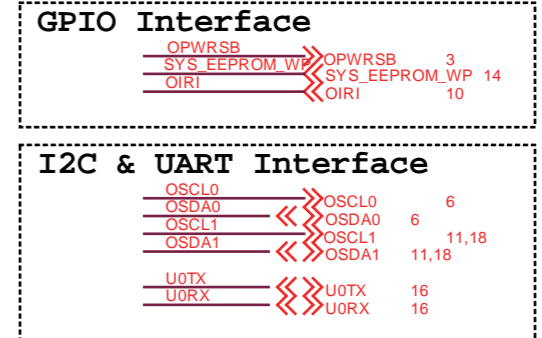 GPIO Interface
OPWRSB OPWRSB 3
SYS_EEPROM_WP SYS_EEPROM_WP 14
OIRI OIRI 10
I2C & UART Interface
OSCL0 OSCL0 6
OSDA0 OSDA0 6
OSCL1 OSCL1 11,18
OSDA1 OSDA1 11,18
U0TX U0TX 16
U0RX U0RX 16